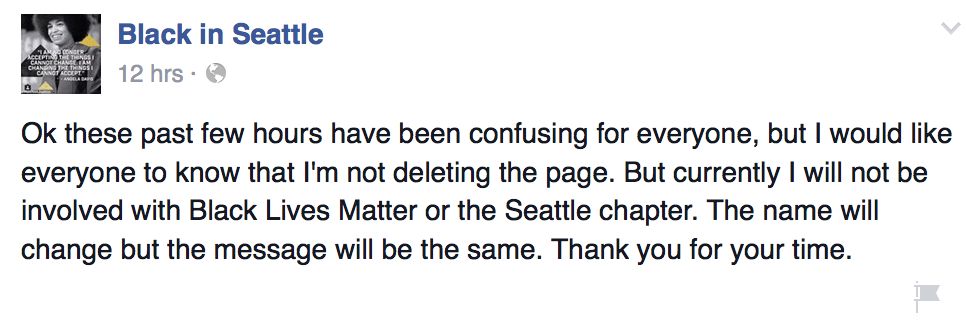 Black in Seattle
"I AM NO LONGER
ACCEPTING THE THINGS I
CANNOT CHANGE. I AM
CHANGING THE THINGS I
CANNOT ACCEPT."
- ANGELA DAVIS
12 hrs ·
Ok these past few hours have been confusing for everyone, but I would like
everyone to know that I'm not deleting the page. But currently I will not be
involved with Black Lives Matter or the Seattle chapter. The name will
change but the message will be the same. Thank you for your time.